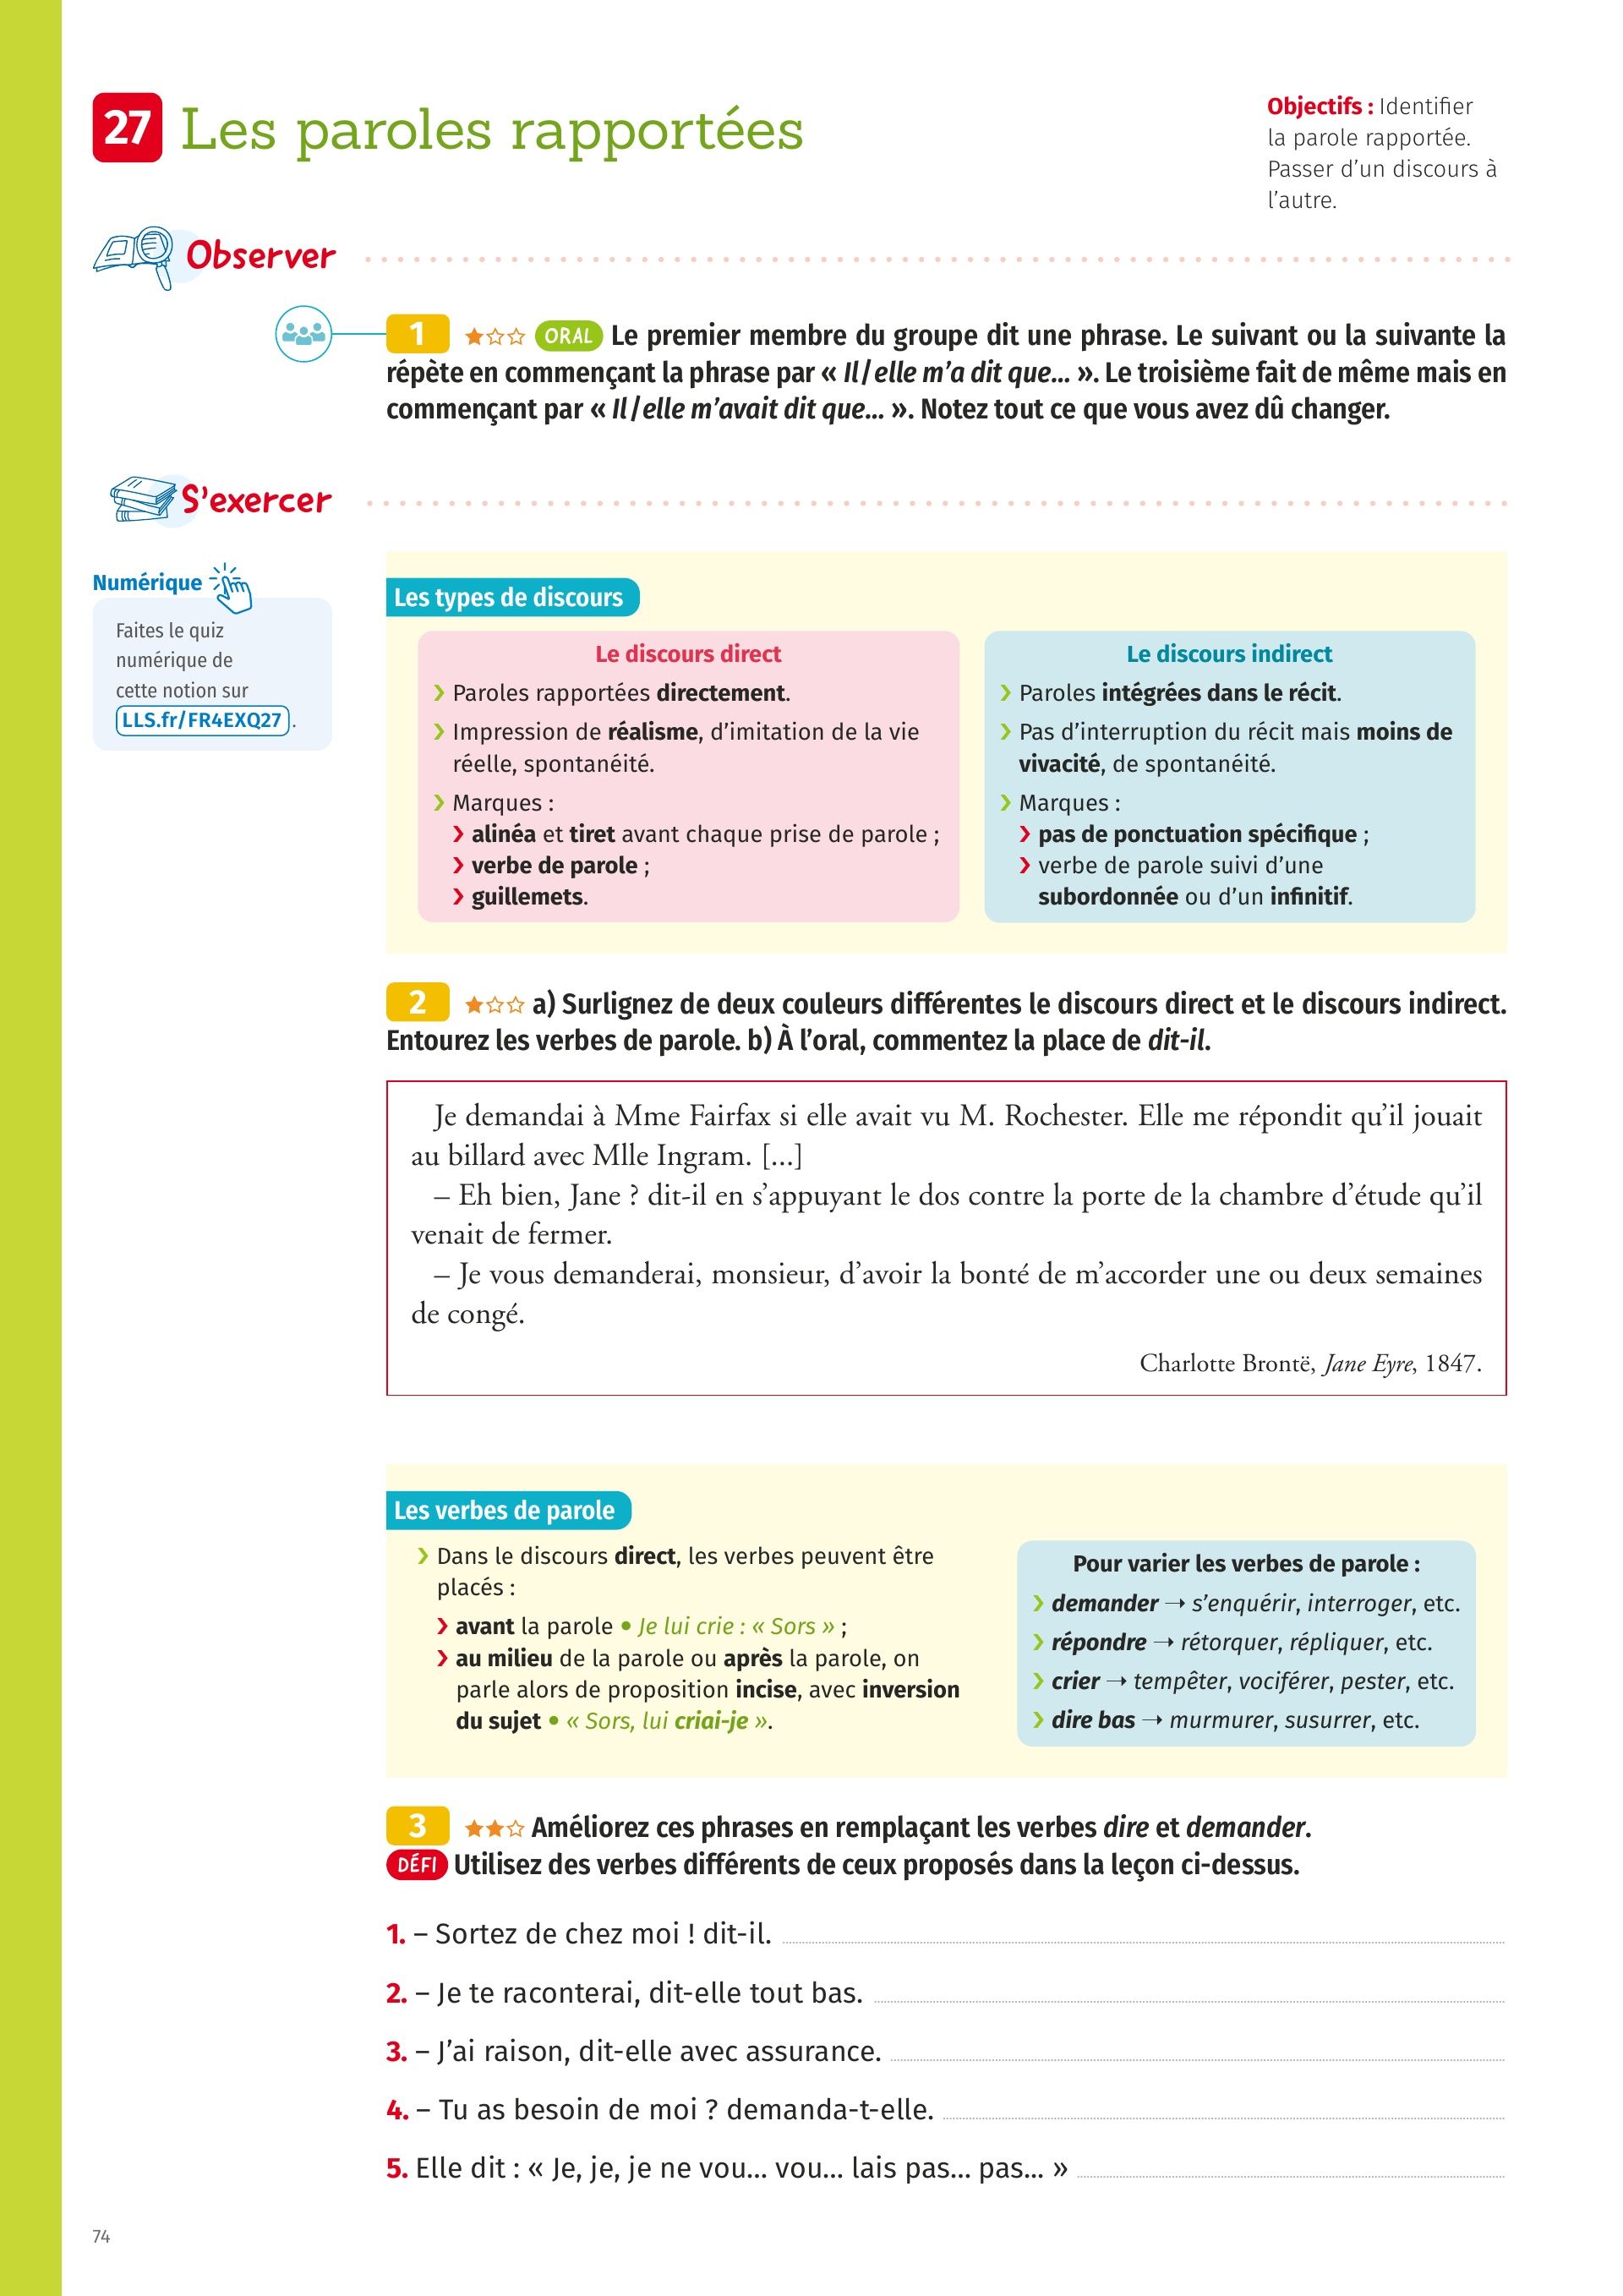 27 Les paroles rapportées
Objectifs : Identifier
la parole rapportée.
Passer d’un discours à
l’autre.
Observer
1 ORAL Le premier membre du groupe dit une phrase. Le suivant ou la suivante la
répète en commençant la phrase par « Il / elle m’a dit que… ». Le troisième fait de même mais en
commençant par « Il / elle m’avait dit que… ». Notez tout ce que vous avez dû changer.
S’exercer
Numérique
Faites le quiz
numérique de
cette notion sur
LLS.fr/FR4EXQ27 .
Les types de discours
Le discours direct
› Paroles rapportées directement.
› Impression de réalisme, d’imitation de la vie
réelle, spontanéité.
› Marques :
› alinéa et tiret avant chaque prise de parole ;
› verbe de parole ;
› guillemets.
Le discours indirect
› Paroles intégrées dans le récit.
› Pas d’interruption du récit mais moins de
vivacité, de spontanéité.
› Marques :
› pas de ponctuation spécifique ;
› verbe de parole suivi d’une
subordonnée ou d’un infinitif.
2 a) Surlignez de deux couleurs différentes le discours direct et le discours indirect.
Entourez les verbes de parole. b) À l’oral, commentez la place de dit-il.
Je demandai à Mme Fairfax si elle avait vu M. Rochester. Elle me répondit qu’il jouait
au billard avec Mlle Ingram. […]
– Eh bien, Jane ? dit-il en s’appuyant le dos contre la porte de la chambre d’étude qu’il
venait de fermer.
– Je vous demanderai, monsieur, d’avoir la bonté de m’accorder une ou deux semaines
de congé.
Charlotte Brontë, Jane Eyre, 1847.
Les verbes de parole
› Dans le discours direct, les verbes peuvent être
placés :
› avant la parole • Je lui crie : « Sors » ;
› au milieu de la parole ou après la parole, on
parle alors de proposition incise, avec inversion
du sujet • « Sors, lui criai-je ».
Pour varier les verbes de parole :
› demander → s’enquérir, interroger, etc.
› répondre → rétorquer, répliquer, etc.
› crier → tempêter, vociférer, pester, etc.
› dire bas → murmurer, susurrer, etc.
3 Améliorez ces phrases en remplaçant les verbes dire et demander.
DÉFI Utilisez des verbes différents de ceux proposés dans la leçon ci-dessus.
1. – Sortez de chez moi ! dit-il.
2. – Je te raconterai, dit-elle tout bas.
3. – J’ai raison, dit-elle avec assurance.
4. – Tu as besoin de moi ? demanda-t-elle.
5. Elle dit : « Je, je, je ne vou… vou… lais pas… pas… »
74